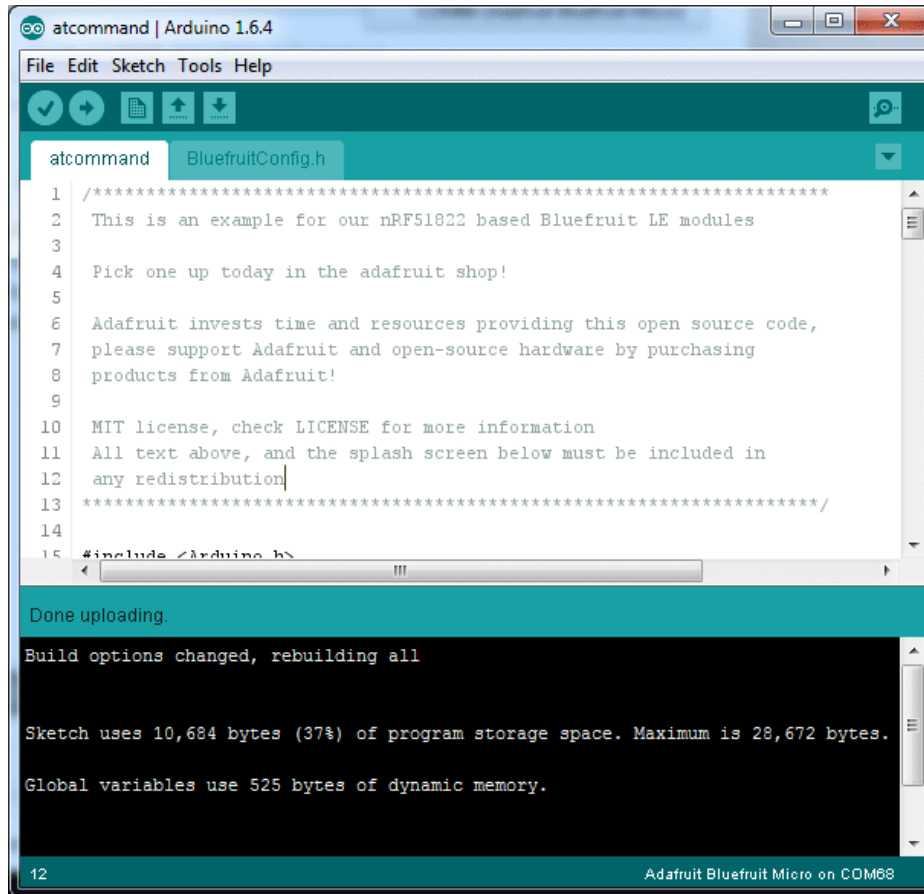 atcommand | Arduino 1.6.4
File Edit Sketch Tools Help
atcommand BluefruitConfig.h
1 /*********************************************************************
2 This is an example for our nRF51822 based Bluefruit LE modules
3
4 Pick one up today in the adafruit shop!
5
6 Adafruit invests time and resources providing this open source code,
7 please support Adafruit and open-source hardware by purchasing
8 products from Adafruit!
9
10 MIT license, check LICENSE for more information
11 All text above, and the splash screen below must be included in
12 any redistribution
13 *********************************************************************/
14
15 #include <Arduino.h>
Done uploading.
Build options changed, rebuilding all
Sketch uses 10,684 bytes (37%) of program storage space. Maximum is 28,672 bytes.
Global variables use 525 bytes of dynamic memory.
12 Adafruit Bluefruit Micro on COM68